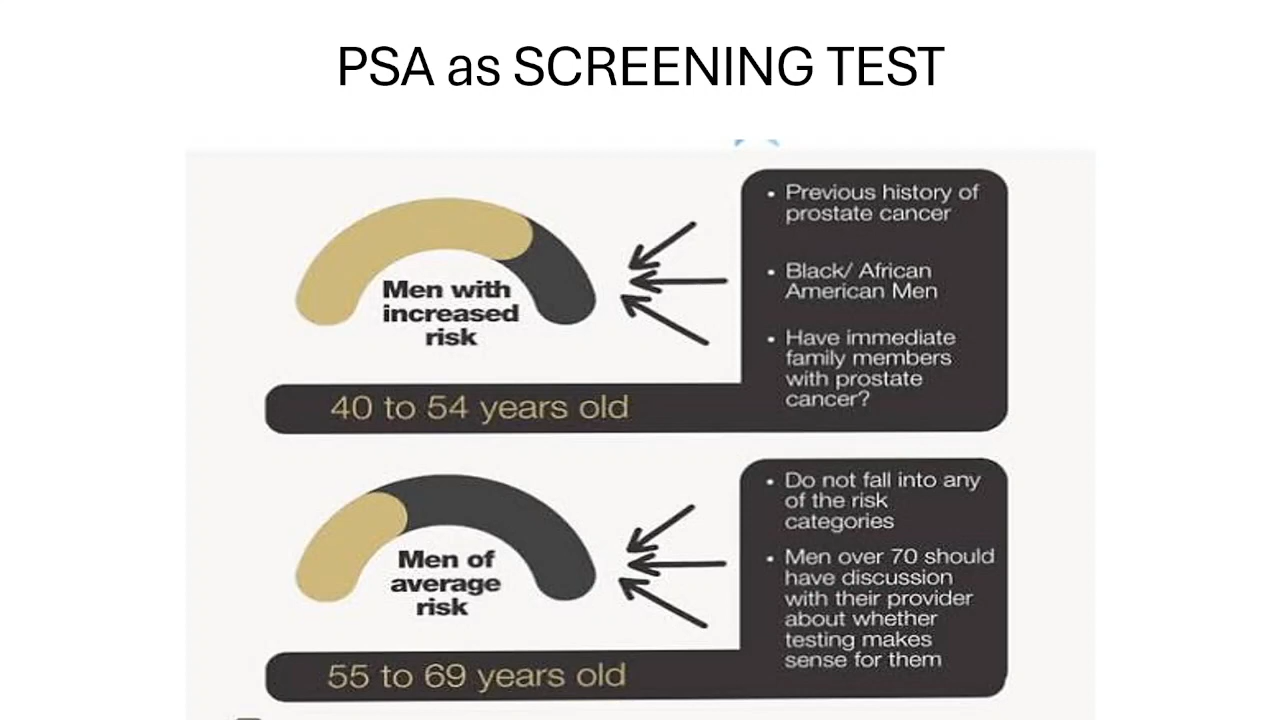 PSA as SCREENING TEST
Men with
increased
risk
• Previous history of
prostate cancer
• Black/ African
American Men
• Have immediate
family members
with prostate
cancer?
40 to 54 years old
Men of
average
risk
• Do not fall into any
of the risk
categories
• Men over 70 should
have discussion
with their provider
about whether
testing makes
sense for them
55 to 69 years old